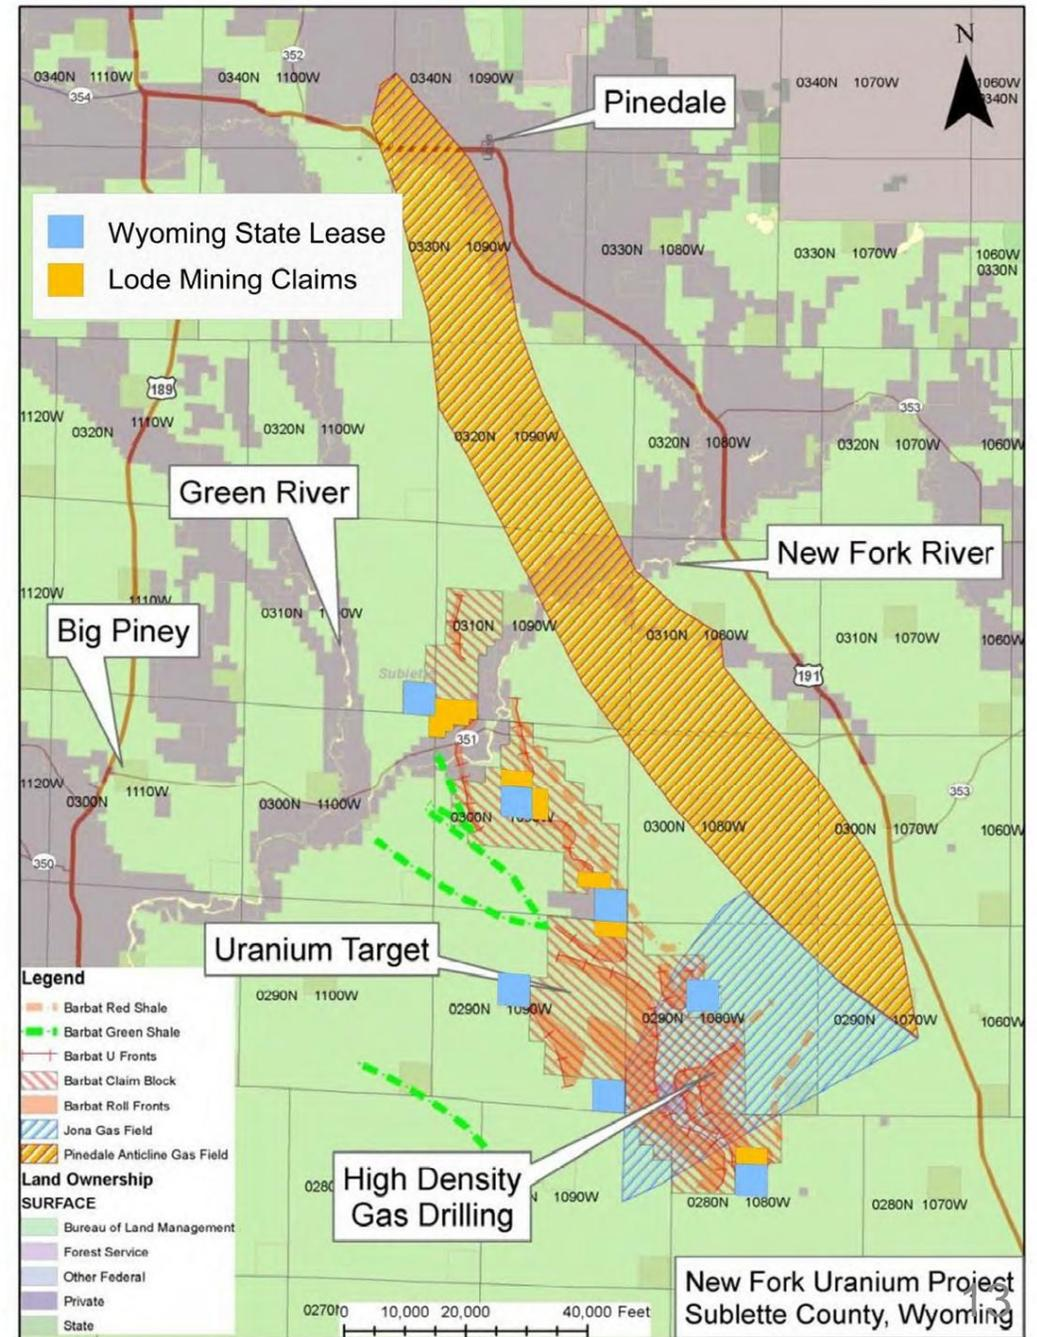 N
352
0340N 1110W
0340N 1100W
0340N 1090W
0340N 1070W
1060W
0340N
354
Pinedale
Wyoming State Lease
Lode Mining Claims
0330N 1090W
0330N 1080W
0330N 1070W
1060W
0330N
189
353
1120W
0320N 1110W
0320N 1100W
0320N 1090W
0320N 1080W
0320N 1070W
1060W
Green River
New Fork River
1120W
1110W
Big Piney
0310N
0310N 1090W
0310N 1080W
0310N 1070W
1060W
191
351
1120W
0300N 1110W
0300N 1100W
0300N
0300N 1080W
0300N 1070W
1060W
353
350
Uranium Target
0290N 1100W
0290N 1090W
0290N 1080W
0290N 1070W
1060W
Legend
Barbat Red Shale
Barbat Green Shale
Barbat U Fronts
Barbat Claim Block
Barbat Roll Fronts
Jona Gas Field
Pinedale Anticline Gas Field
Land Ownership
SURFACE
Bureau of Land Management
Forest Service
Other Federal
Private
State
High Density
Gas Drilling
1090W
0280N 1080W
0280N 1070W
0 10,000 20,000 40,000 Feet
New Fork Uranium Project
Sublette County, Wyoming
13